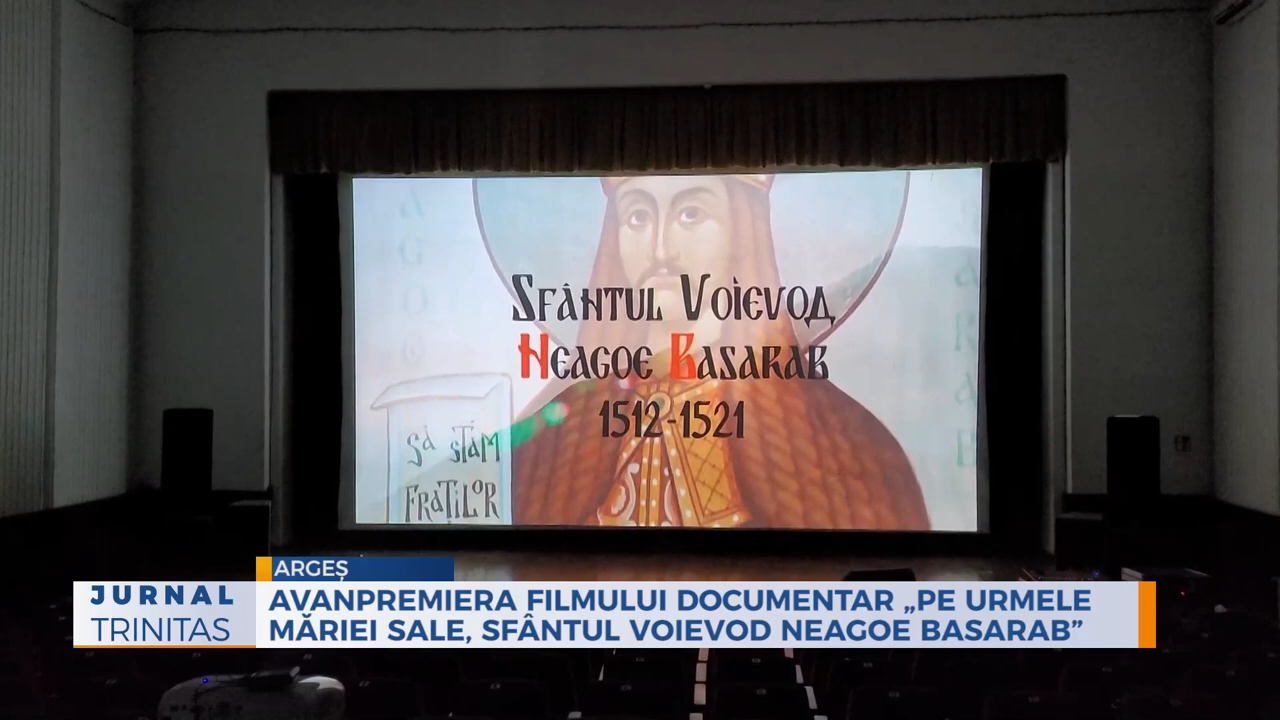 SFÂNTUL VOIEVOD
NEAGOE BASARAB
1512-1521
SĂ STĂM
FRAȚILOR
ARGEȘ
JURNAL
TRINITAS
AVANPREMIERA FILMULUI DOCUMENTAR „PE URMELE
MĂRIEI SALE, SFÂNTUL VOIEVOD NEAGOE BASARAB”